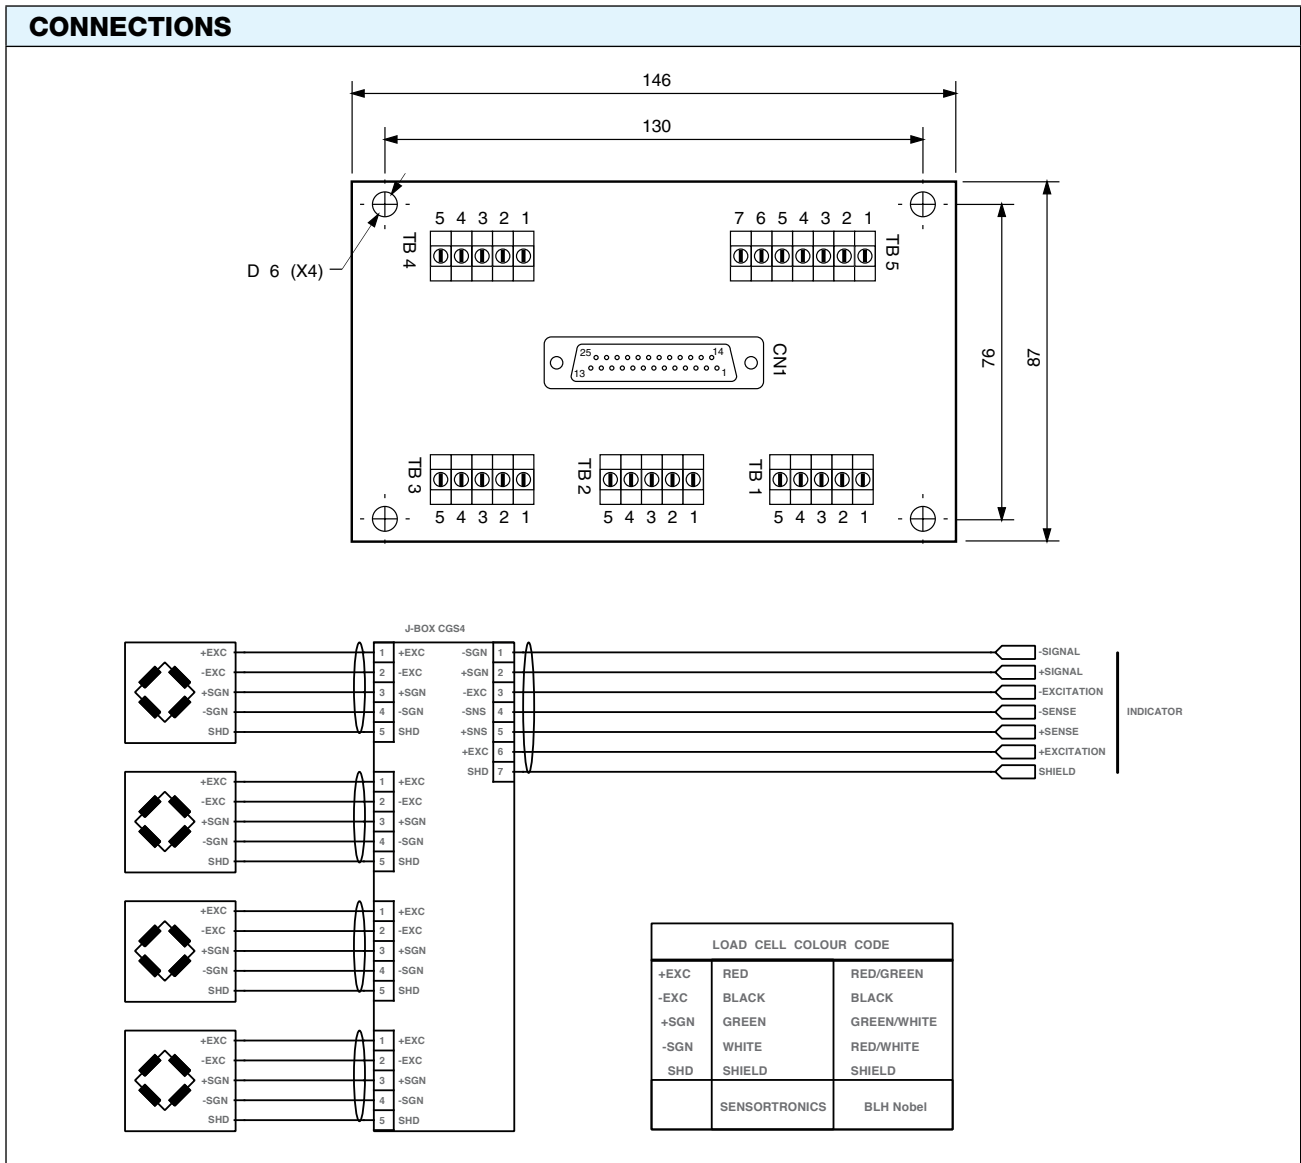 CONNECTIONS
146
130
5 4 3 2 1
7 6 5 4 3 2 1
TB 4
TB 5
D 6 (X4)
25 14
13 1
CN1
76
87
TB 3
TB 2
TB 1
5 4 3 2 1
5 4 3 2 1
5 4 3 2 1
J-BOX CGS4
+EXC 1 +EXC -SGN 1 -SIGNAL
-EXC 2 -EXC +SGN 2 +SIGNAL
+SGN 3 +SGN -EXC 3 -EXCITATION
-SGN 4 -SGN -SNS 4 -SENSE INDICATOR
SHD 5 SHD +SNS 5 +SENSE
+EXC 6 +EXCITATION
SHD 7 SHIELD
+EXC 1 +EXC
-EXC 2 -EXC
+SGN 3 +SGN
-SGN 4 -SGN
SHD 5 SHD
+EXC 1 +EXC
-EXC 2 -EXC
+SGN 3 +SGN
-SGN 4 -SGN
SHD 5 SHD
+EXC 1 +EXC
-EXC 2 -EXC
+SGN 3 +SGN
-SGN 4 -SGN
SHD 5 SHD
LOAD CELL COLOUR CODE
+EXC RED RED/GREEN
-EXC BLACK BLACK
+SGN GREEN GREEN/WHITE
-SGN WHITE RED/WHITE
SHD SHIELD SHIELD
SENSORTRONICS BLH Nobel